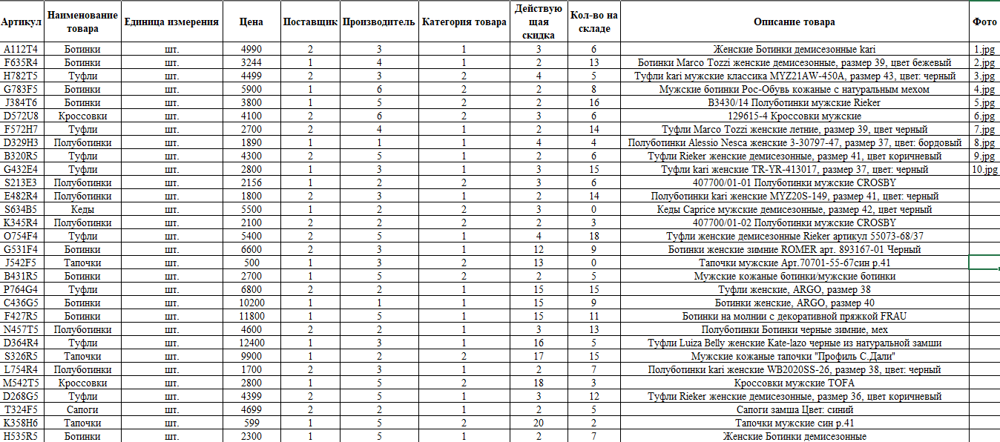 Артикул Наименование товара Единица измерения Цена Поставщик Производитель Категория товара Действующая скидка Кол-во на складе Описание товара Фото
A112T4 Ботинки шт. 4990 2 3 1 3 6 Женские Ботинки демисезонные kari 1.jpg
F635R4 Ботинки шт. 3244 1 4 1 2 13 Ботинки Marco Tozzi женские демисезонные, размер 39, цвет бежевый 2.jpg
H782T5 Туфли шт. 4499 2 3 2 4 5 Туфли kari мужские классика MYZ21AW-450A, размер 43, цвет: черный 3.jpg
G783F5 Ботинки шт. 5900 1 6 2 2 8 Мужские ботинки Рос-Обувь кожаные с натуральным мехом 4.jpg
J384T6 Ботинки шт. 3800 1 5 2 2 16 B3430/14 Полуботинки мужские Rieker 5.jpg
D572U8 Кроссовки шт. 4100 2 6 2 3 6 129615-4 Кроссовки мужские 6.jpg
F572H7 Туфли шт. 2700 2 4 1 2 14 Туфли Marco Tozzi женские летние, размер 39, цвет черный 7.jpg
D329H3 Полуботинки шт. 1890 1 1 1 4 4 Полуботинки Alessio Nesca женские 3-30797-47, размер 37, цвет: бордовый 8.jpg
B320R5 Туфли шт. 4300 2 5 1 2 6 Туфли Rieker женские демисезонные, размер 41, цвет коричневый 9.jpg
G432E4 Туфли шт. 2800 1 3 1 3 15 Туфли kari женские TR-YR-413017, размер 37, цвет: черный 10.jpg
S213E3 Полуботинки шт. 2156 1 2 2 3 6 407700/01-01 Полуботинки мужские CROSBY
E482R4 Полуботинки шт. 1800 2 3 1 2 14 Полуботинки kari женские MYZ20S-149, размер 41, цвет: черный
S634B5 Кеды шт. 5500 1 2 2 3 0 Кеды Caprice мужские демисезонные, размер 42, цвет черный
K345R4 Полуботинки шт. 2100 2 2 2 2 3 407700/01-02 Полуботинки мужские CROSBY
O754F4 Туфли шт. 5400 2 5 1 4 18 Туфли женские демисезонные Rieker артикул 55073-68/37
G531F4 Ботинки шт. 6600 2 3 1 12 9 Ботинки женские зимние ROMER арт. 893167-01 Черный
J542F5 Тапочки шт. 500 1 3 2 13 0 Тапочки мужские Арт.70701-55-67син р.41
B431R5 Ботинки шт. 2700 1 5 2 2 5 Мужские кожаные ботинки/мужские ботинки
P764G4 Туфли шт. 6800 2 2 1 15 15 Туфли женские, ARGO, размер 38
C436G5 Ботинки шт. 10200 1 1 1 15 9 Ботинки женские, ARGO, размер 40
F427R5 Ботинки шт. 11800 1 5 1 15 11 Ботинки на молнии с декоративной пряжкой FRAU
N457T5 Полуботинки шт. 4600 2 2 1 3 13 Полуботинки Ботинки черные зимние, мех
D364R4 Туфли шт. 12400 1 3 1 16 5 Туфли Luiza Belly женские Kate-lazo черные из натуральной замши
S326R5 Тапочки шт. 9900 1 2 2 17 15 Мужские кожаные тапочки "Профиль С.Дали"
L754R4 Полуботинки шт. 1700 2 3 1 2 7 Полуботинки kari женские WB2020SS-26, размер 38, цвет: черный
M542T5 Кроссовки шт. 2800 1 5 2 18 3 Кроссовки мужские TOFA
D268G5 Туфли шт. 4399 2 5 1 3 12 Туфли Rieker женские демисезонные, размер 36, цвет коричневый
T324F5 Сапоги шт. 4699 2 2 1 2 5 Сапоги замша Цвет: синий
K358H6 Тапочки шт. 599 1 5 2 20 2 Тапочки мужские син р.41
H535R5 Ботинки шт. 2300 1 5 1 2 7 Женские Ботинки демисезонные